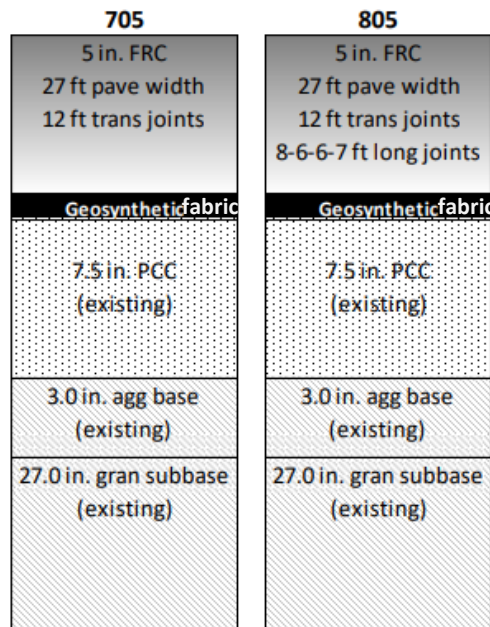 705
5 in. FRC
27 ft pave width
12 ft trans joints
Geosynthetic fabric
7.5 in. PCC
(existing)
3.0 in. agg base
(existing)
27.0 in. gran subbase
(existing)
805
5 in. FRC
27 ft pave width
12 ft trans joints
8-6-6-7 ft long joints
Geosynthetic fabric
7.5 in. PCC
(existing)
3.0 in. agg base
(existing)
27.0 in. gran subbase
(existing)